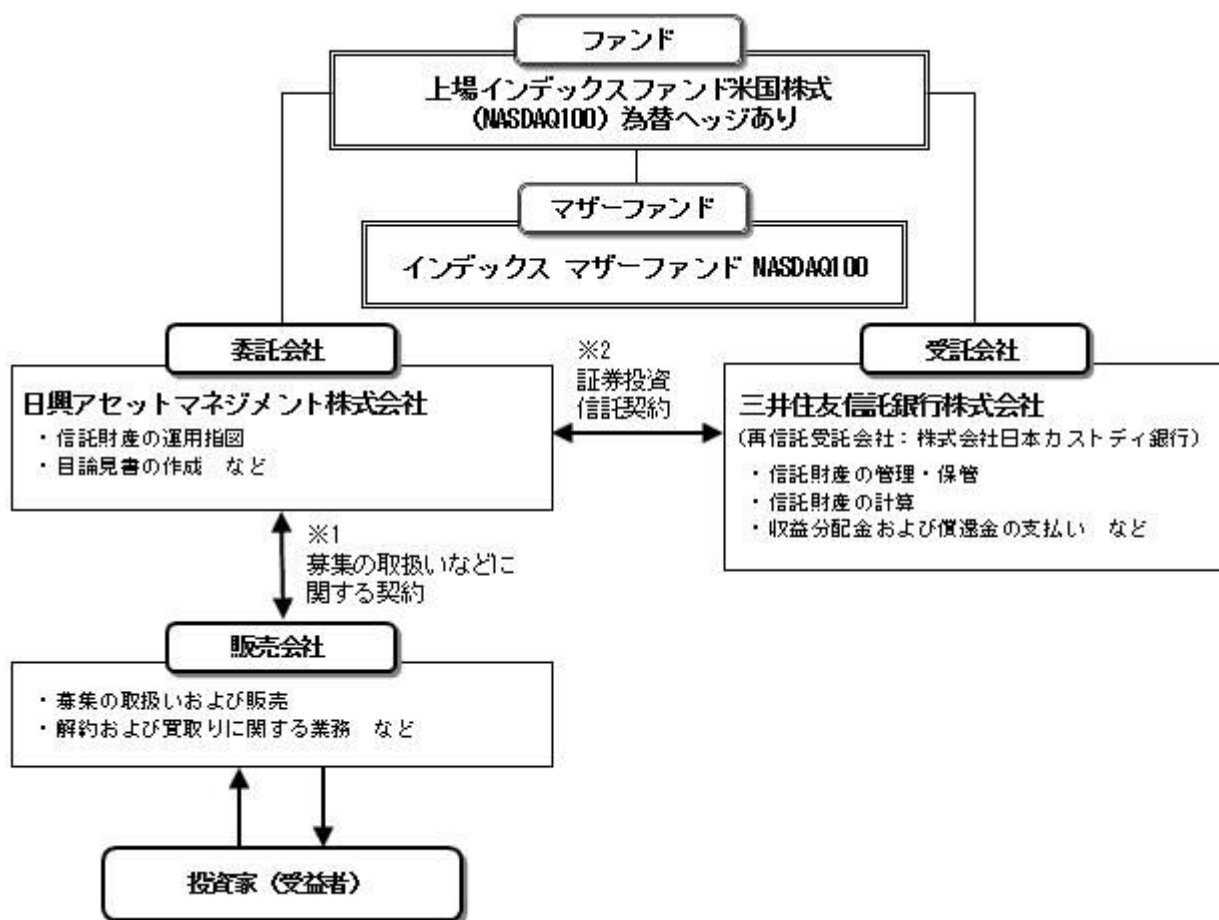 ファンド
上場インデックスファンド米国株式
(NASDAQ100) 為替ヘッジあり
マザーファンド
インデックス マザーファンド NASDAQ100
委託会社
日興アセットマネジメント株式会社
・信託財産の運用指図
・目論見書の作成 など
※2
証券投資
信託契約
受託会社
三井住友信託銀行株式会社
(再信託受託会社：株式会社日本カストディ銀行)
・信託財産の管理・保管
・信託財産の計算
・収益分配金および償還金の支払い など
※1
募集の取扱いなどに
関する契約
販売会社
・募集の取扱いおよび販売
・解約および買取りに関する業務 など
投資家 (受益者)